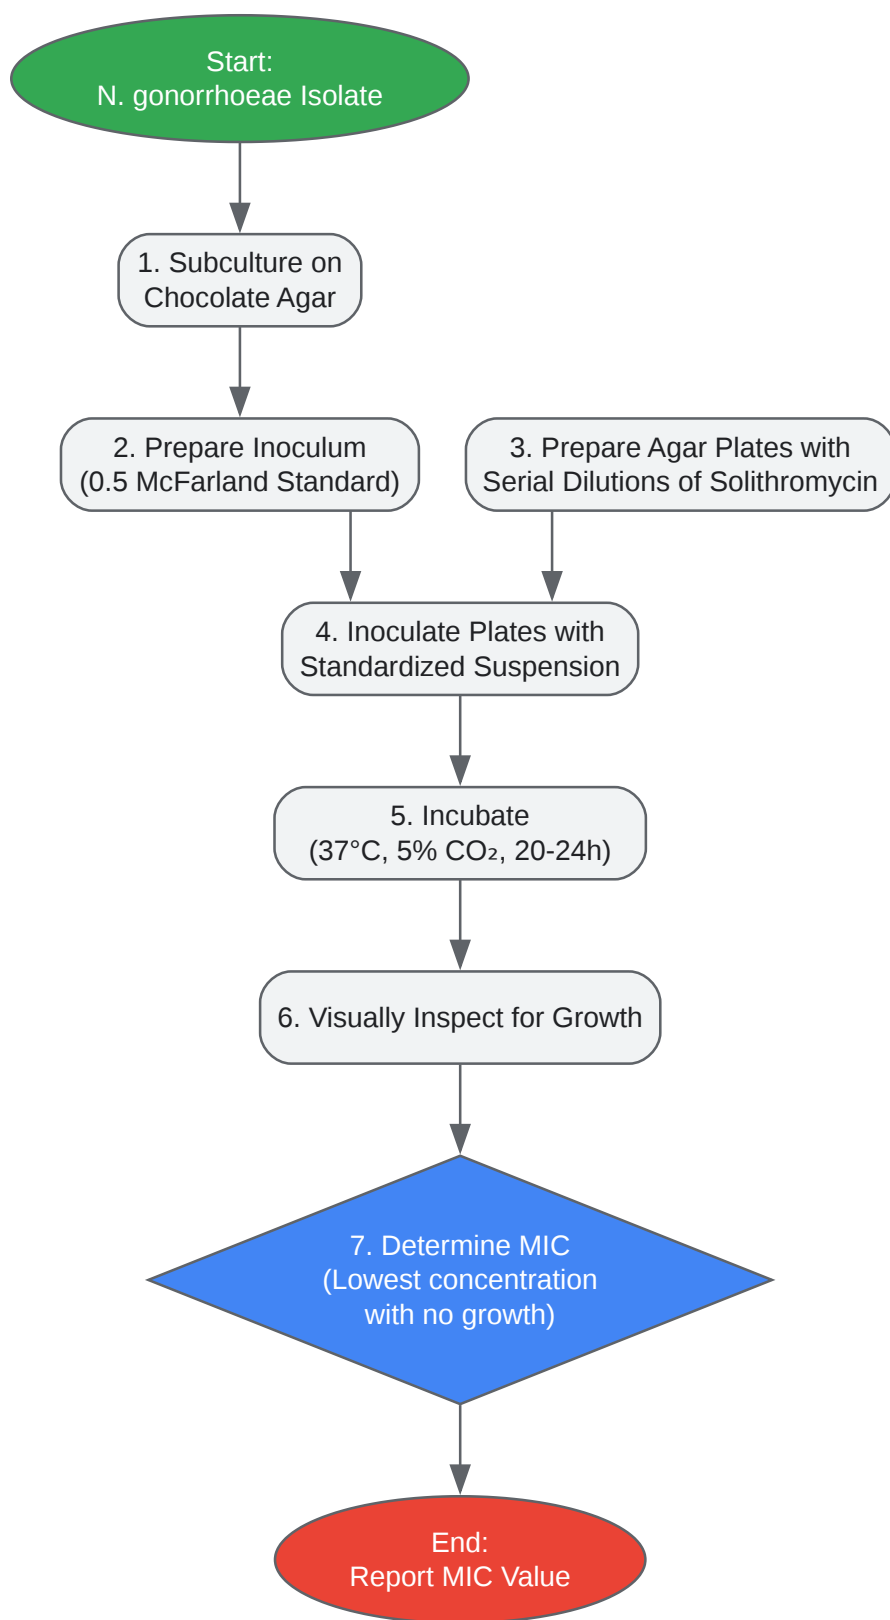 Start:
N. gonorrhoeae Isolate
1. Subculture on
Chocolate Agar
2. Prepare Inoculum
(0.5 McFarland Standard)
3. Prepare Agar Plates with
Serial Dilutions of Solithromycin
4. Inoculate Plates with
Standardized Suspension
5. Incubate
(37°C, 5% CO₂, 20-24h)
6. Visually Inspect for Growth
7. Determine MIC
(Lowest concentration
with no growth)
End:
Report MIC Value